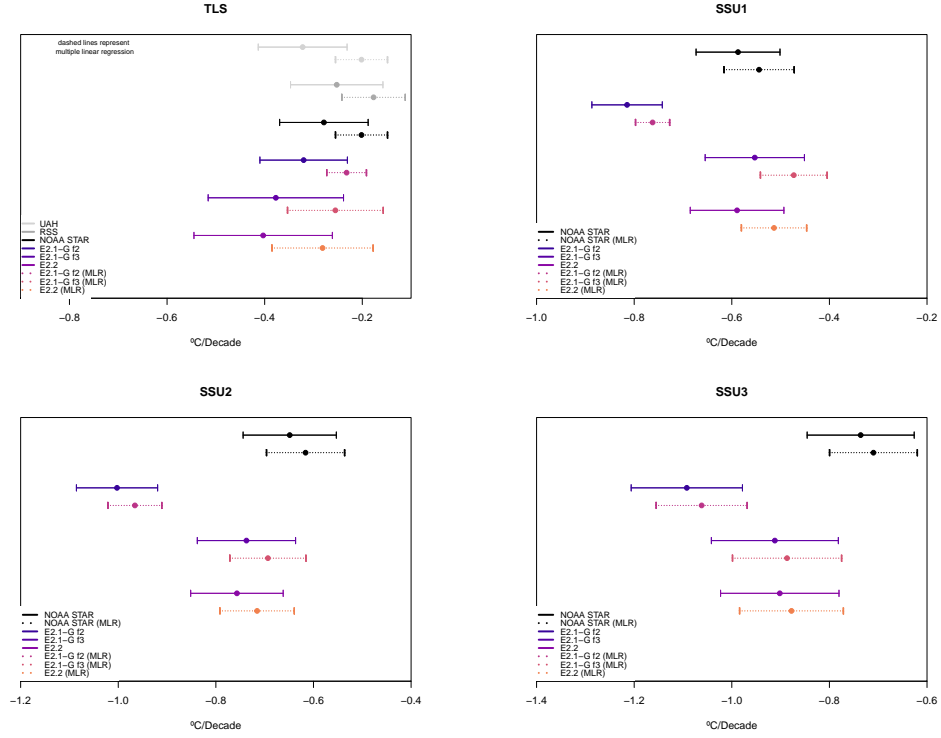 TLS
dashed lines represent
multiple linear regression
UAH
RSS
NOAA STAR
E2.1−G f2
E2.1−G f3
E2.2
E2.1−G f2 (MLR)
E2.1−G f3 (MLR)
E2.2 (MLR)
−0.8 −0.6 −0.4 −0.2
ºC/Decade
SSU1
NOAA STAR
NOAA STAR (MLR)
E2.1−G f2
E2.1−G f3
E2.2
E2.1−G f2 (MLR)
E2.1−G f3 (MLR)
E2.2 (MLR)
−1.0 −0.8 −0.6 −0.4 −0.2
ºC/Decade
SSU2
NOAA STAR
NOAA STAR (MLR)
E2.1−G f2
E2.1−G f3
E2.2
E2.1−G f2 (MLR)
E2.1−G f3 (MLR)
E2.2 (MLR)
−1.2 −1.0 −0.8 −0.6 −0.4
ºC/Decade
SSU3
NOAA STAR
NOAA STAR (MLR)
E2.1−G f2
E2.1−G f3
E2.2
E2.1−G f2 (MLR)
E2.1−G f3 (MLR)
E2.2 (MLR)
−1.4 −1.2 −1.0 −0.8 −0.6
ºC/Decade